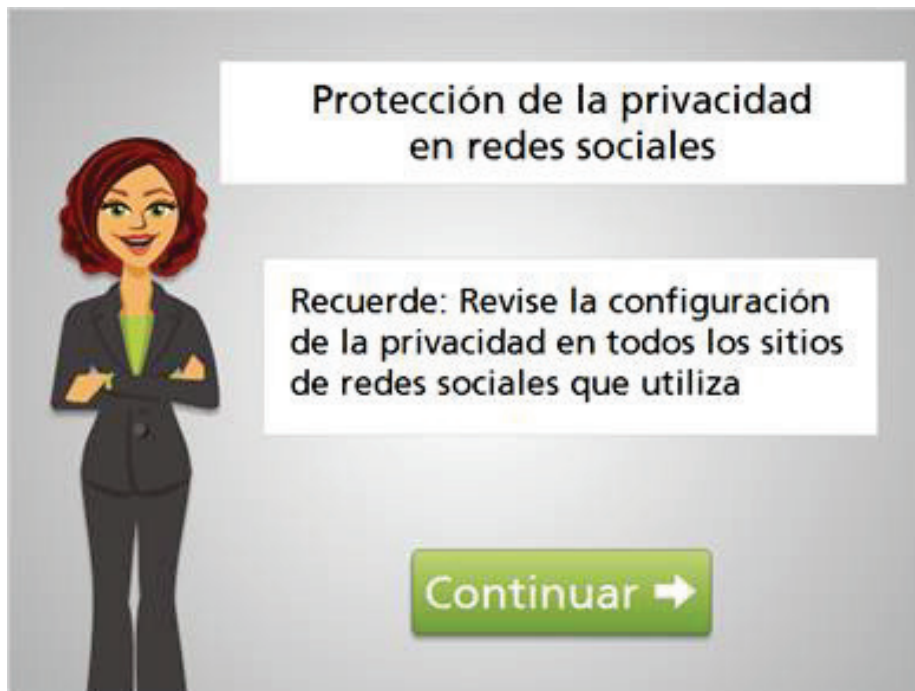 Protección de la privacidad
en redes sociales
Recuerde: Revise la configuración
de la privacidad en todos los sitios
de redes sociales que utiliza
Continuar